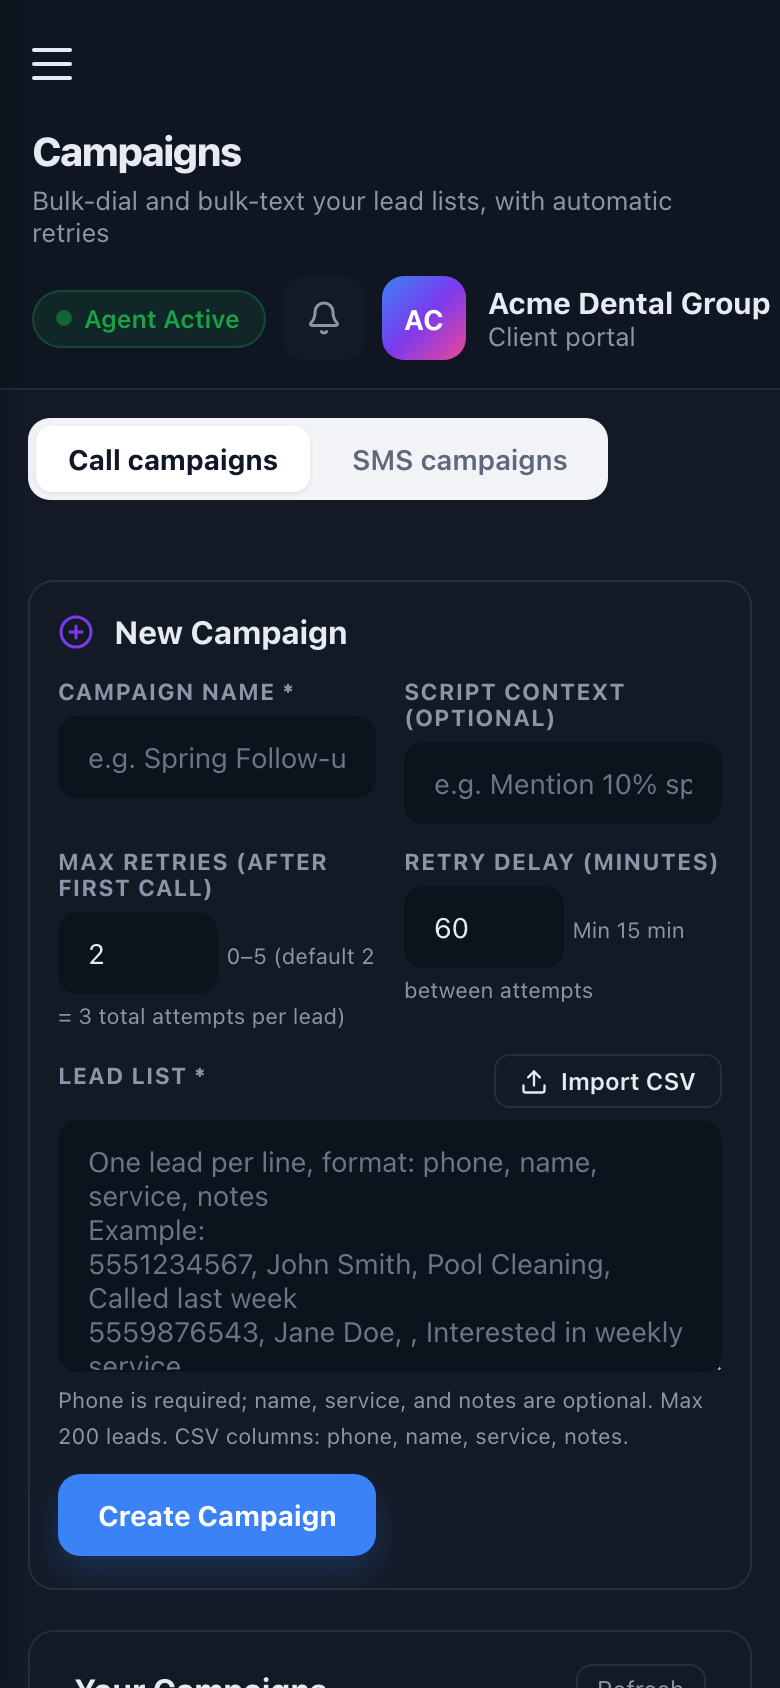 Campaigns
Bulk-dial and bulk-text your lead lists, with automatic
retries
Agent Active
AC
Acme Dental Group
Client portal
Call campaigns
SMS campaigns
New Campaign
CAMPAIGN NAME *
SCRIPT CONTEXT
(OPTIONAL)
e.g. Spring Follow-u
e.g. Mention 10% sp
MAX RETRIES (AFTER
FIRST CALL)
2
0–5 (default 2
= 3 total attempts per lead)
RETRY DELAY (MINUTES)
60
Min 15 min
between attempts
LEAD LIST *
Import CSV
One lead per line, format: phone, name,
service, notes
Example:
5551234567, John Smith, Pool Cleaning,
Called last week
5559876543, Jane Doe, , Interested in weekly
service
Phone is required; name, service, and notes are optional. Max
200 leads. CSV columns: phone, name, service, notes.
Create Campaign
Your Campaigns
Refresh